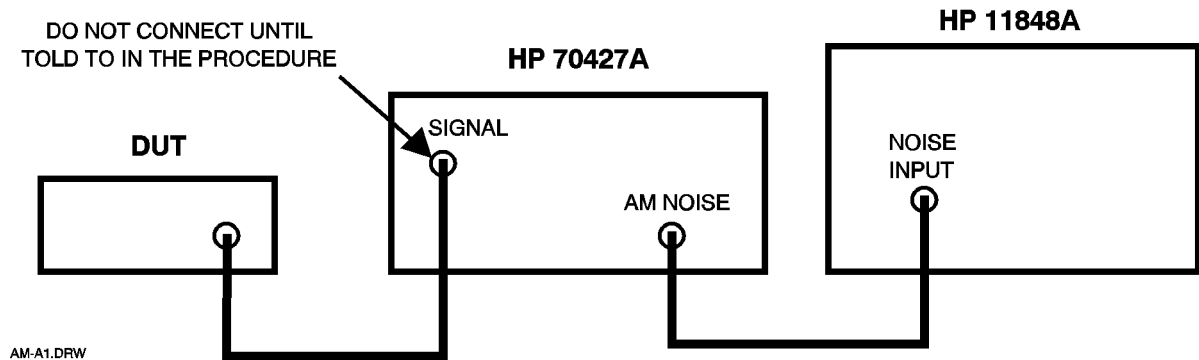 DO NOT CONNECT UNTIL
TOLD TO IN THE PROCEDURE
HP 11848A
HP 70427A
DUT
SIGNAL
NOISE
INPUT
AM NOISE
AM-A1.DRW